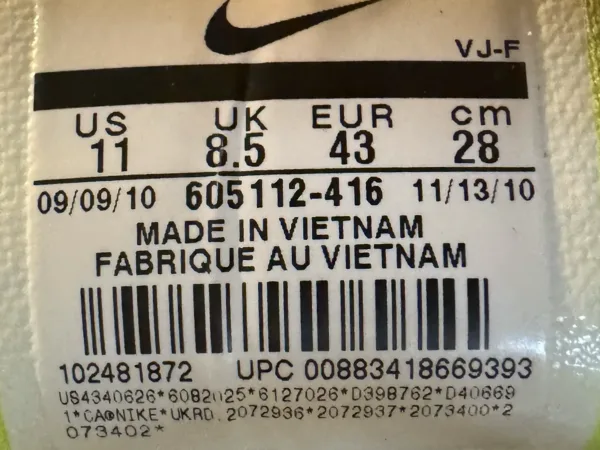 VJ-F
US UK EUR cm
11 8.5 43 28
09/09/10 605112-416 11/13/10
MADE IN VIETNAM
FABRIQUE AU VIETNAM
102481872 UPC 00883418669393
US4340626*6082025*6127026*D398762*D40669
1*CA@NIKE*UKRD.2072936*2072937*2073400*2
073402*